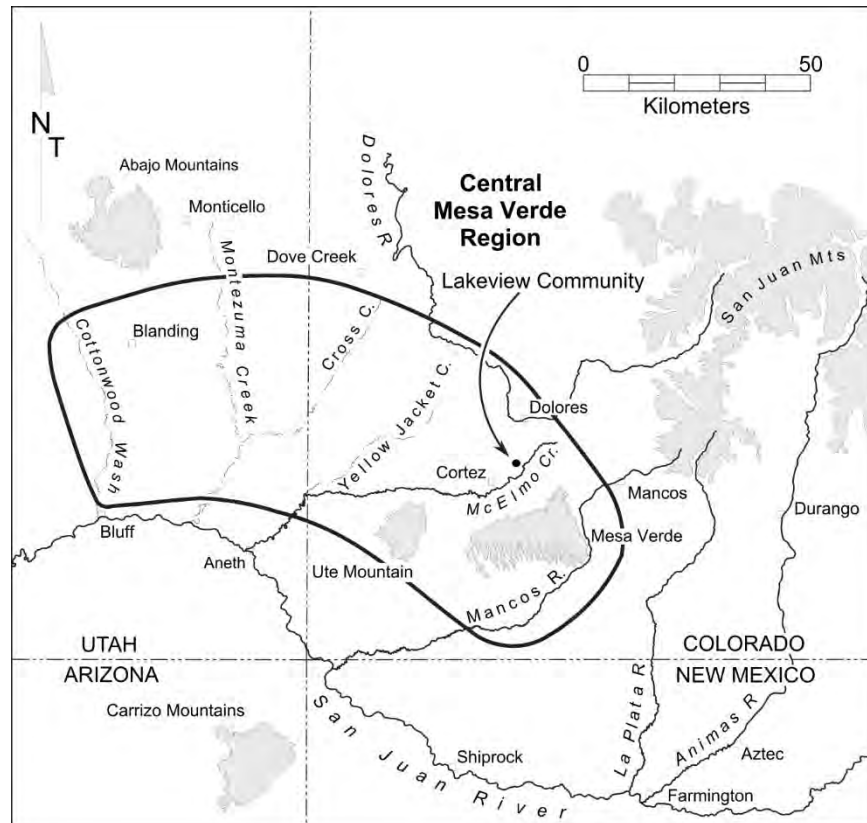 0 50
Kilometers
N
T
Abajo Mountains
Monticello
Dolores R.
Central
Mesa Verde
Region
Lakeview Community
San Juan Mts
Dove Creek
Montezuma Creek
Cross C.
Blanding
Cottonwood Wash
Yellow Jacket C.
Dolores
Cortez
McElmo Cr.
Mancos
Durango
Bluff
Aneth
Ute Mountain
Mesa Verde
Mancos R.
UTAH
ARIZONA
COLORADO
NEW MEXICO
Carrizo Mountains
San Juan River
Shiprock
La Plata R.
Animas R.
Aztec
Farmington